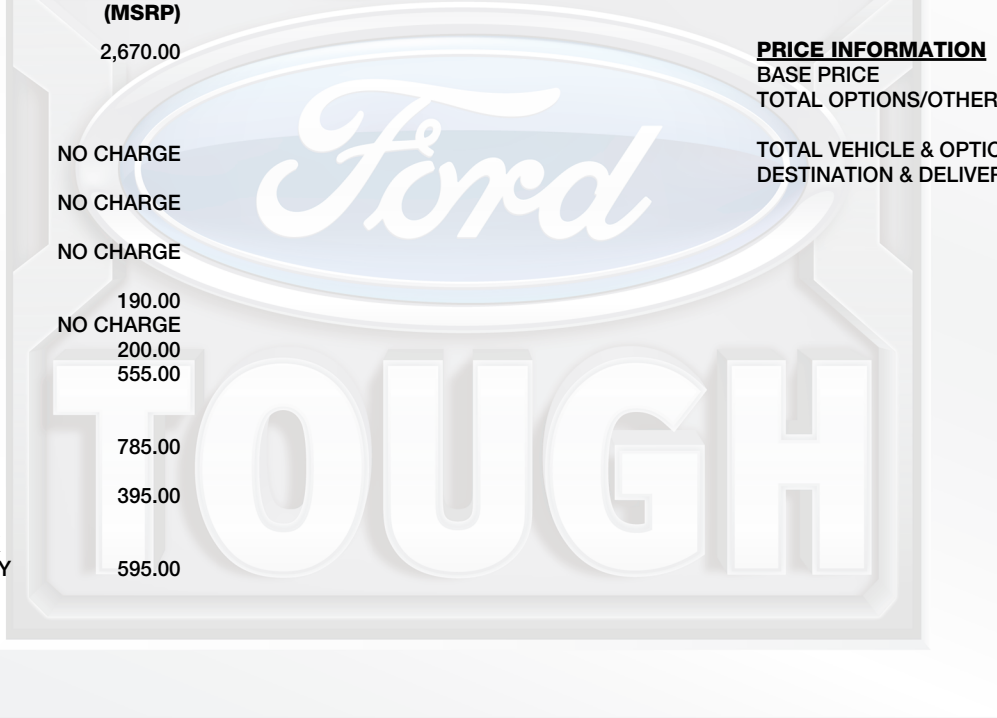 (MSRP)
2,670.00
NO CHARGE
NO CHARGE
NO CHARGE
190.00
NO CHARGE
200.00
555.00
785.00
395.00
Y 595.00
PRICE INFORMATION
BASE PRICE
TOTAL OPTIONS/OTHER
TOTAL VEHICLE & OPTIO
DESTINATION & DELIVER
Ford
TOUGH